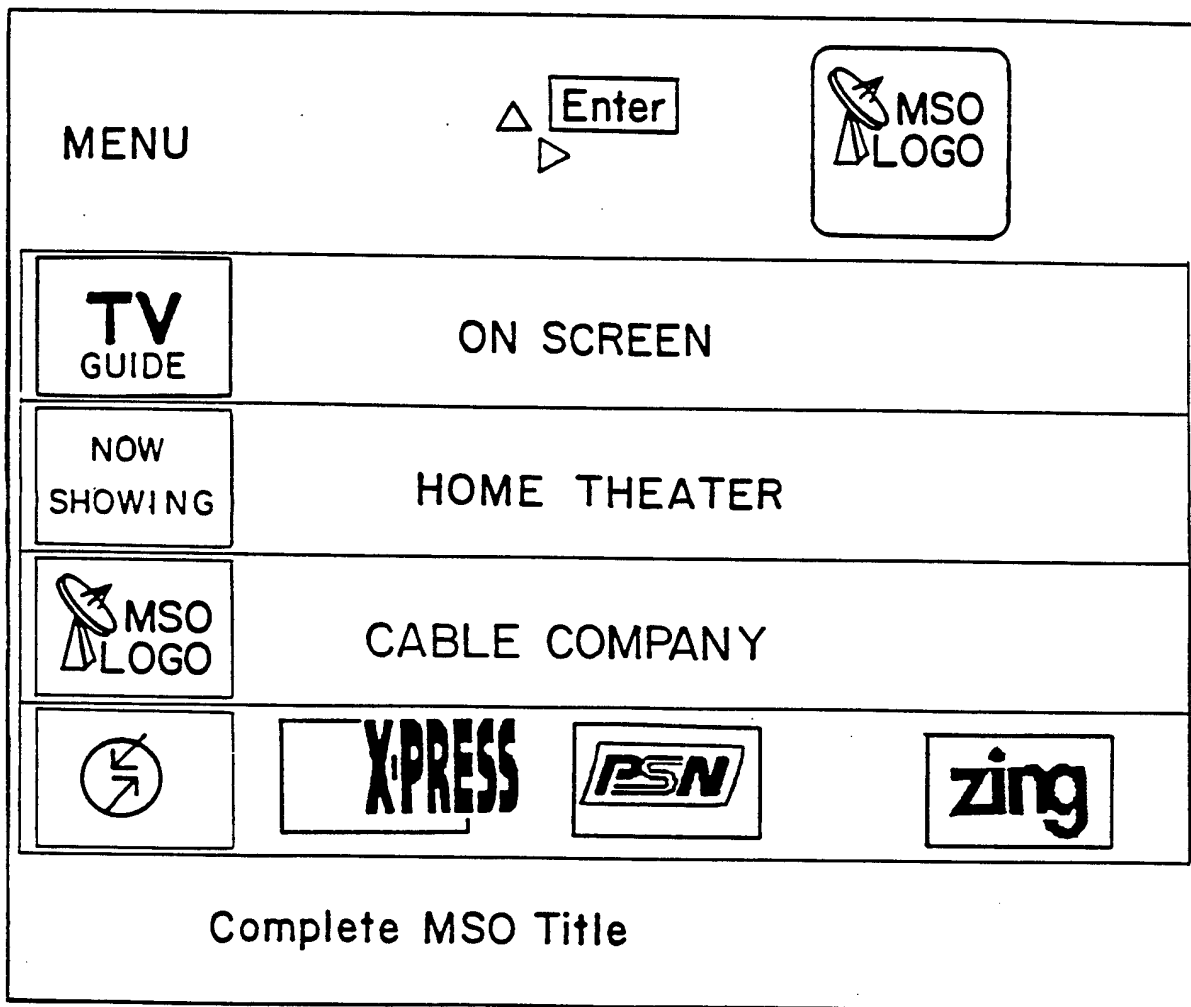 MENU
Enter
MSO
LOGO
TV
GUIDE
ON SCREEN
NOW
SHOWING
HOME THEATER
MSO
LOGO
CABLE COMPANY
X·PRESS
PSN
zing
Complete MSO Title